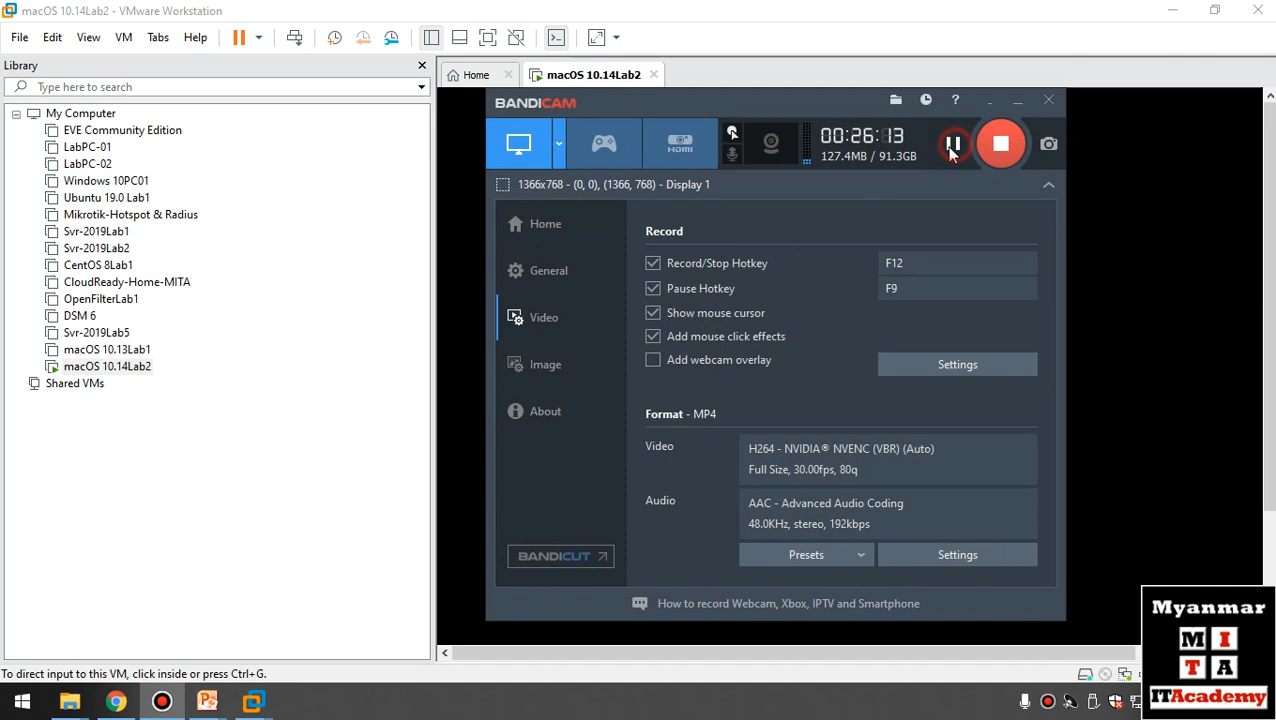 macOS 10.14Lab2 - VMware Workstation
File Edit View VM Tabs Help
Library
Type here to search
My Computer
EVE Community Edition
LabPC-01
LabPC-02
Windows 10PC01
Ubuntu 19.0 Lab1
Mikrotik-Hotspot & Radius
Svr-2019Lab1
Svr-2019Lab2
CentOS 8Lab1
CloudReady-Home-MITA
OpenFilterLab1
DSM 6
Svr-2019Lab5
macOS 10.13Lab1
macOS 10.14Lab2
Shared VMs
Home
macOS 10.14Lab2
BANDICAM
HDMI
00:26:13
127.4MB / 91.3GB
1366x768 - (0, 0), (1366, 768) - Display 1
Home
General
Video
Image
About
BANDICUT
Record
Record/Stop Hotkey F12
Pause Hotkey F9
Show mouse cursor
Add mouse click effects
Add webcam overlay Settings
Format - MP4
Video
H264 - NVIDIA® NVENC (VBR) (Auto)
Full Size, 30.00fps, 80q
Audio
AAC - Advanced Audio Coding
48.0KHz, stereo, 192kbps
Presets Settings
How to record Webcam, Xbox, IPTV and Smartphone
To direct input to this VM, click inside or press Ctrl+G.
Myanmar
M I
T A
ITAcademy